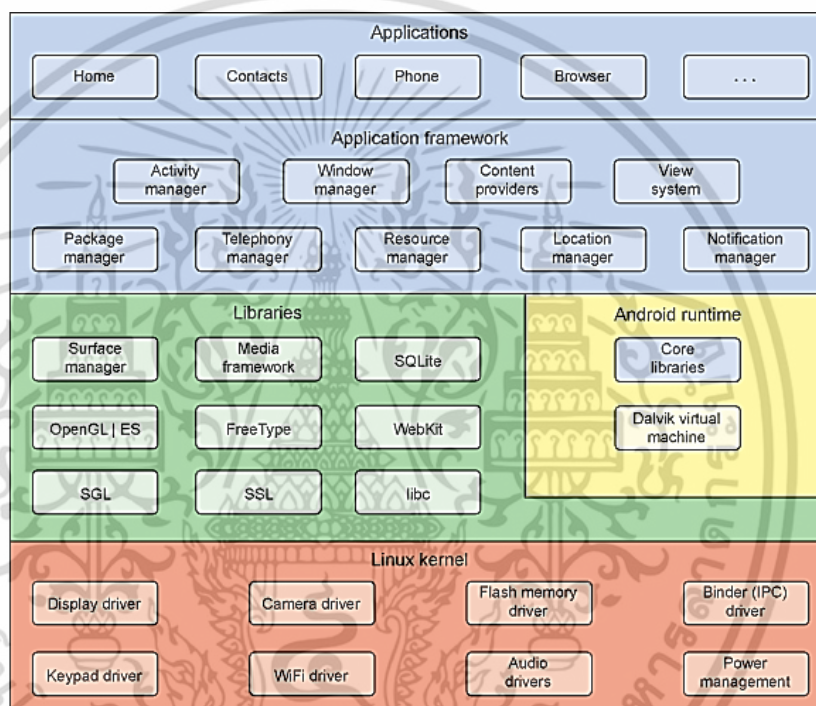 Applications
Home
Contacts
Phone
Browser
. . .
Application framework
Activity
manager
Window
manager
Content
providers
View
system
Package
manager
Telephony
manager
Resource
manager
Location
manager
Notification
manager
Libraries
Surface
manager
Media
framework
SQLite
OpenGL | ES
FreeType
WebKit
SGL
SSL
libc
Android runtime
Core
libraries
Dalvik virtual
machine
Linux kernel
Display driver
Camera driver
Flash memory
driver
Binder (IPC)
driver
Keypad driver
WiFi driver
Audio
drivers
Power
management